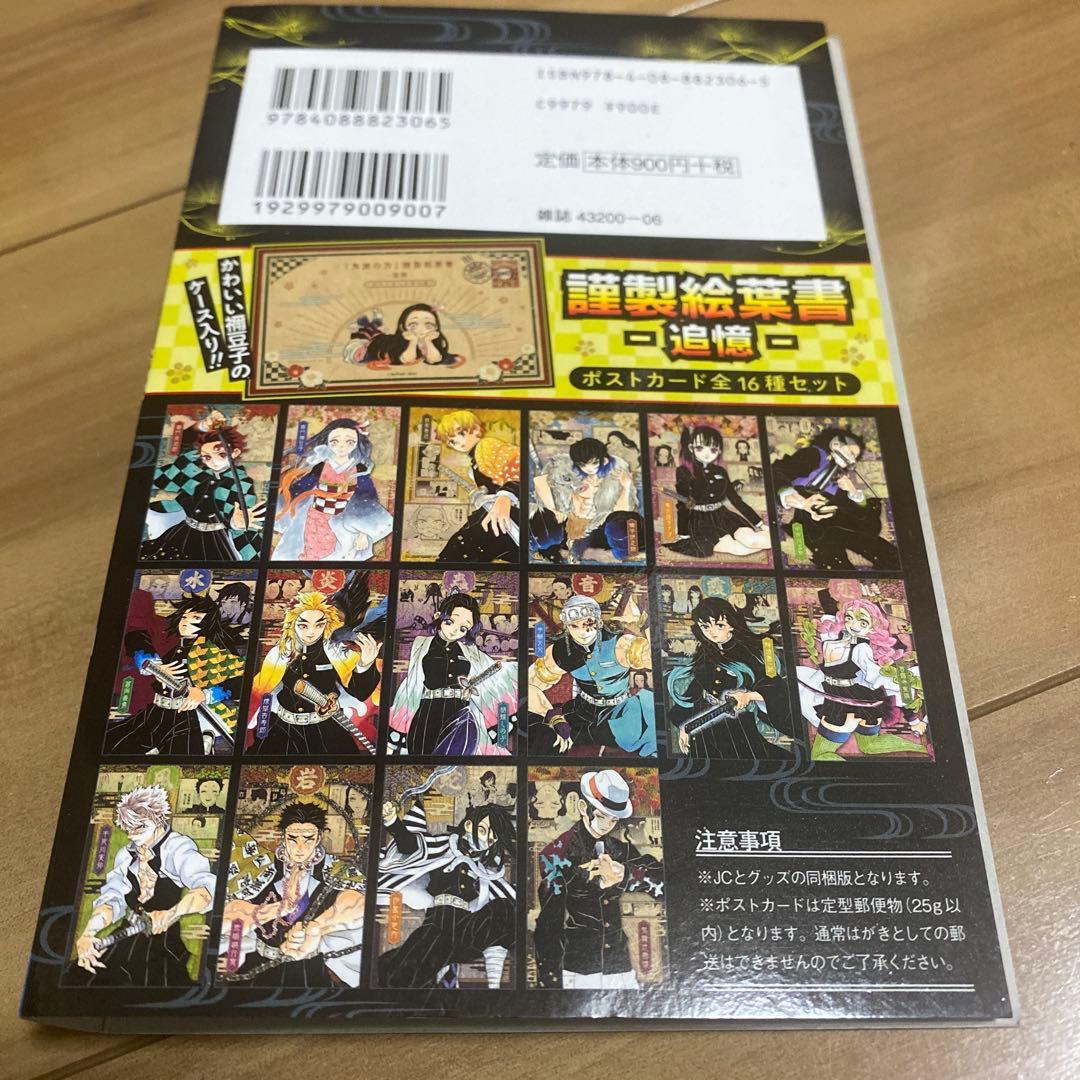 ISBN978-4-08-882306-5
C9979 ¥900E
9784088823065
定価 本体900円+税
1929979009007
雑誌 43200-06
かわいい禰豆子の
ケース入り!!
謹製絵葉書
-追憶-
ポストカード全16種セット
水
炎
蟲
音
霞
恋
風
岩
蛇
注意事項
※JCとグッズの同梱版となります。
※ポストカードは定型郵便物(25g以
内)となります。通常はがきとしての郵
送はできませんのでご了承ください。